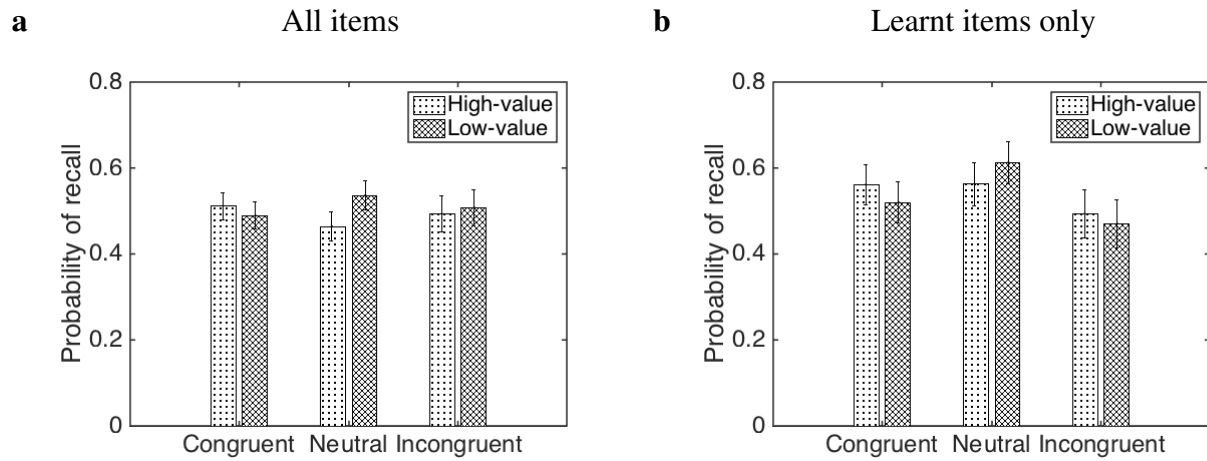 a
All items
Probability of recall
0.8
0.6
0.4
0.2
0
High-value
Low-value
Congruent Neutral Incongruent
b
Learnt items only
Probability of recall
0.8
0.6
0.4
0.2
0
High-value
Low-value
Congruent Neutral Incongruent